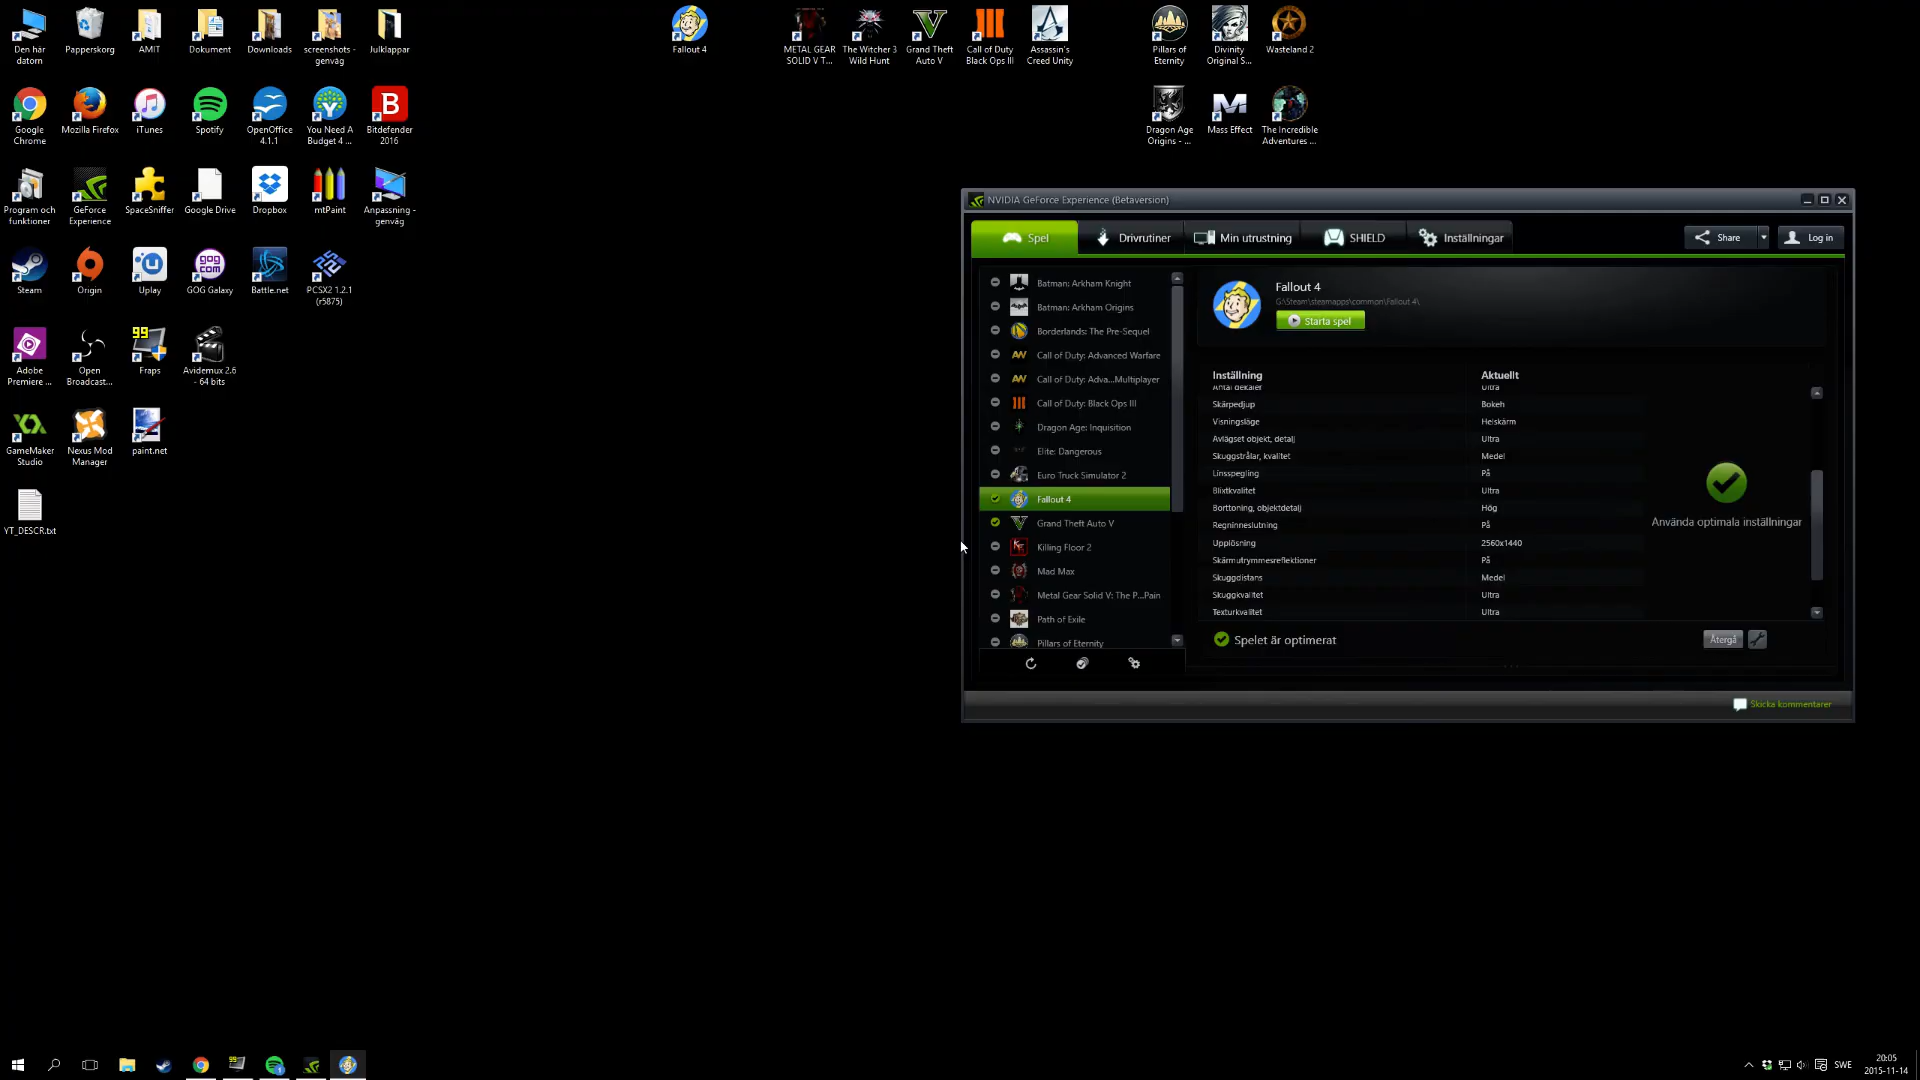 Den här datorn
Papperskorg
AMIT
Dokument
Downloads
screenshots - genväg
Julklappar
Fallout 4
METAL GEAR SOLID V T...
The Witcher 3 Wild Hunt
Grand Theft Auto V
Call of Duty Black Ops III
Assassin's Creed Unity
Pillars of Eternity
Divinity Original S...
Wasteland 2
Google Chrome
Mozilla Firefox
iTunes
Spotify
OpenOffice 4.1.1
You Need A Budget 4 ...
Bitdefender 2016
Dragon Age Origins - ...
Mass Effect
The Incredible Adventures ...
Program och funktioner
GeForce Experience
SpaceSniffer
Google Drive
Dropbox
mtPaint
Anpassning - genväg
Steam
Origin
Uplay
GOG Galaxy
Battle.net
PCSX2 1.2.1 (r5875)
Adobe Premiere ...
Open Broadcast...
Fraps
Avidemux 2.6 - 64 bits
GameMaker Studio
Nexus Mod Manager
paint.net
YT_DESCR.txt
NVIDIA GeForce Experience (Betaversion)
Spel
Drivrutiner
Min utrustning
SHIELD
Inställningar
Share
Log in
Batman: Arkham Knight
Batman: Arkham Origins
Borderlands: The Pre-Sequel
Call of Duty: Advanced Warfare
Call of Duty: Adva...Multiplayer
Call of Duty: Black Ops III
Dragon Age: Inquisition
Elite: Dangerous
Euro Truck Simulator 2
Fallout 4
Grand Theft Auto V
Killing Floor 2
Mad Max
Metal Gear Solid V: The P...Pain
Path of Exile
Pillars of Eternity
Fallout 4
G:\Steam\steamapps\common\Fallout 4\
Starta spel
Inställning Aktuellt
Antal dekaler Ultra
Skärpedjup Bokeh
Visningsläge Helskärm
Avlägset objekt, detalj Ultra
Skuggstrålar, kvalitet Medel
Linsspegling På
Blixtkvalitet Ultra
Borttoning, objektdetalj Hög
Regninneslutning På
Upplösning 2560x1440
Skärmutrymmesreflektioner På
Skuggdistans Medel
Skuggkvalitet Ultra
Texturkvalitet Ultra
Använda optimala inställningar
Spelet är optimerat
Återgå
Skicka kommentarer
SWE
20:05
2015-11-14